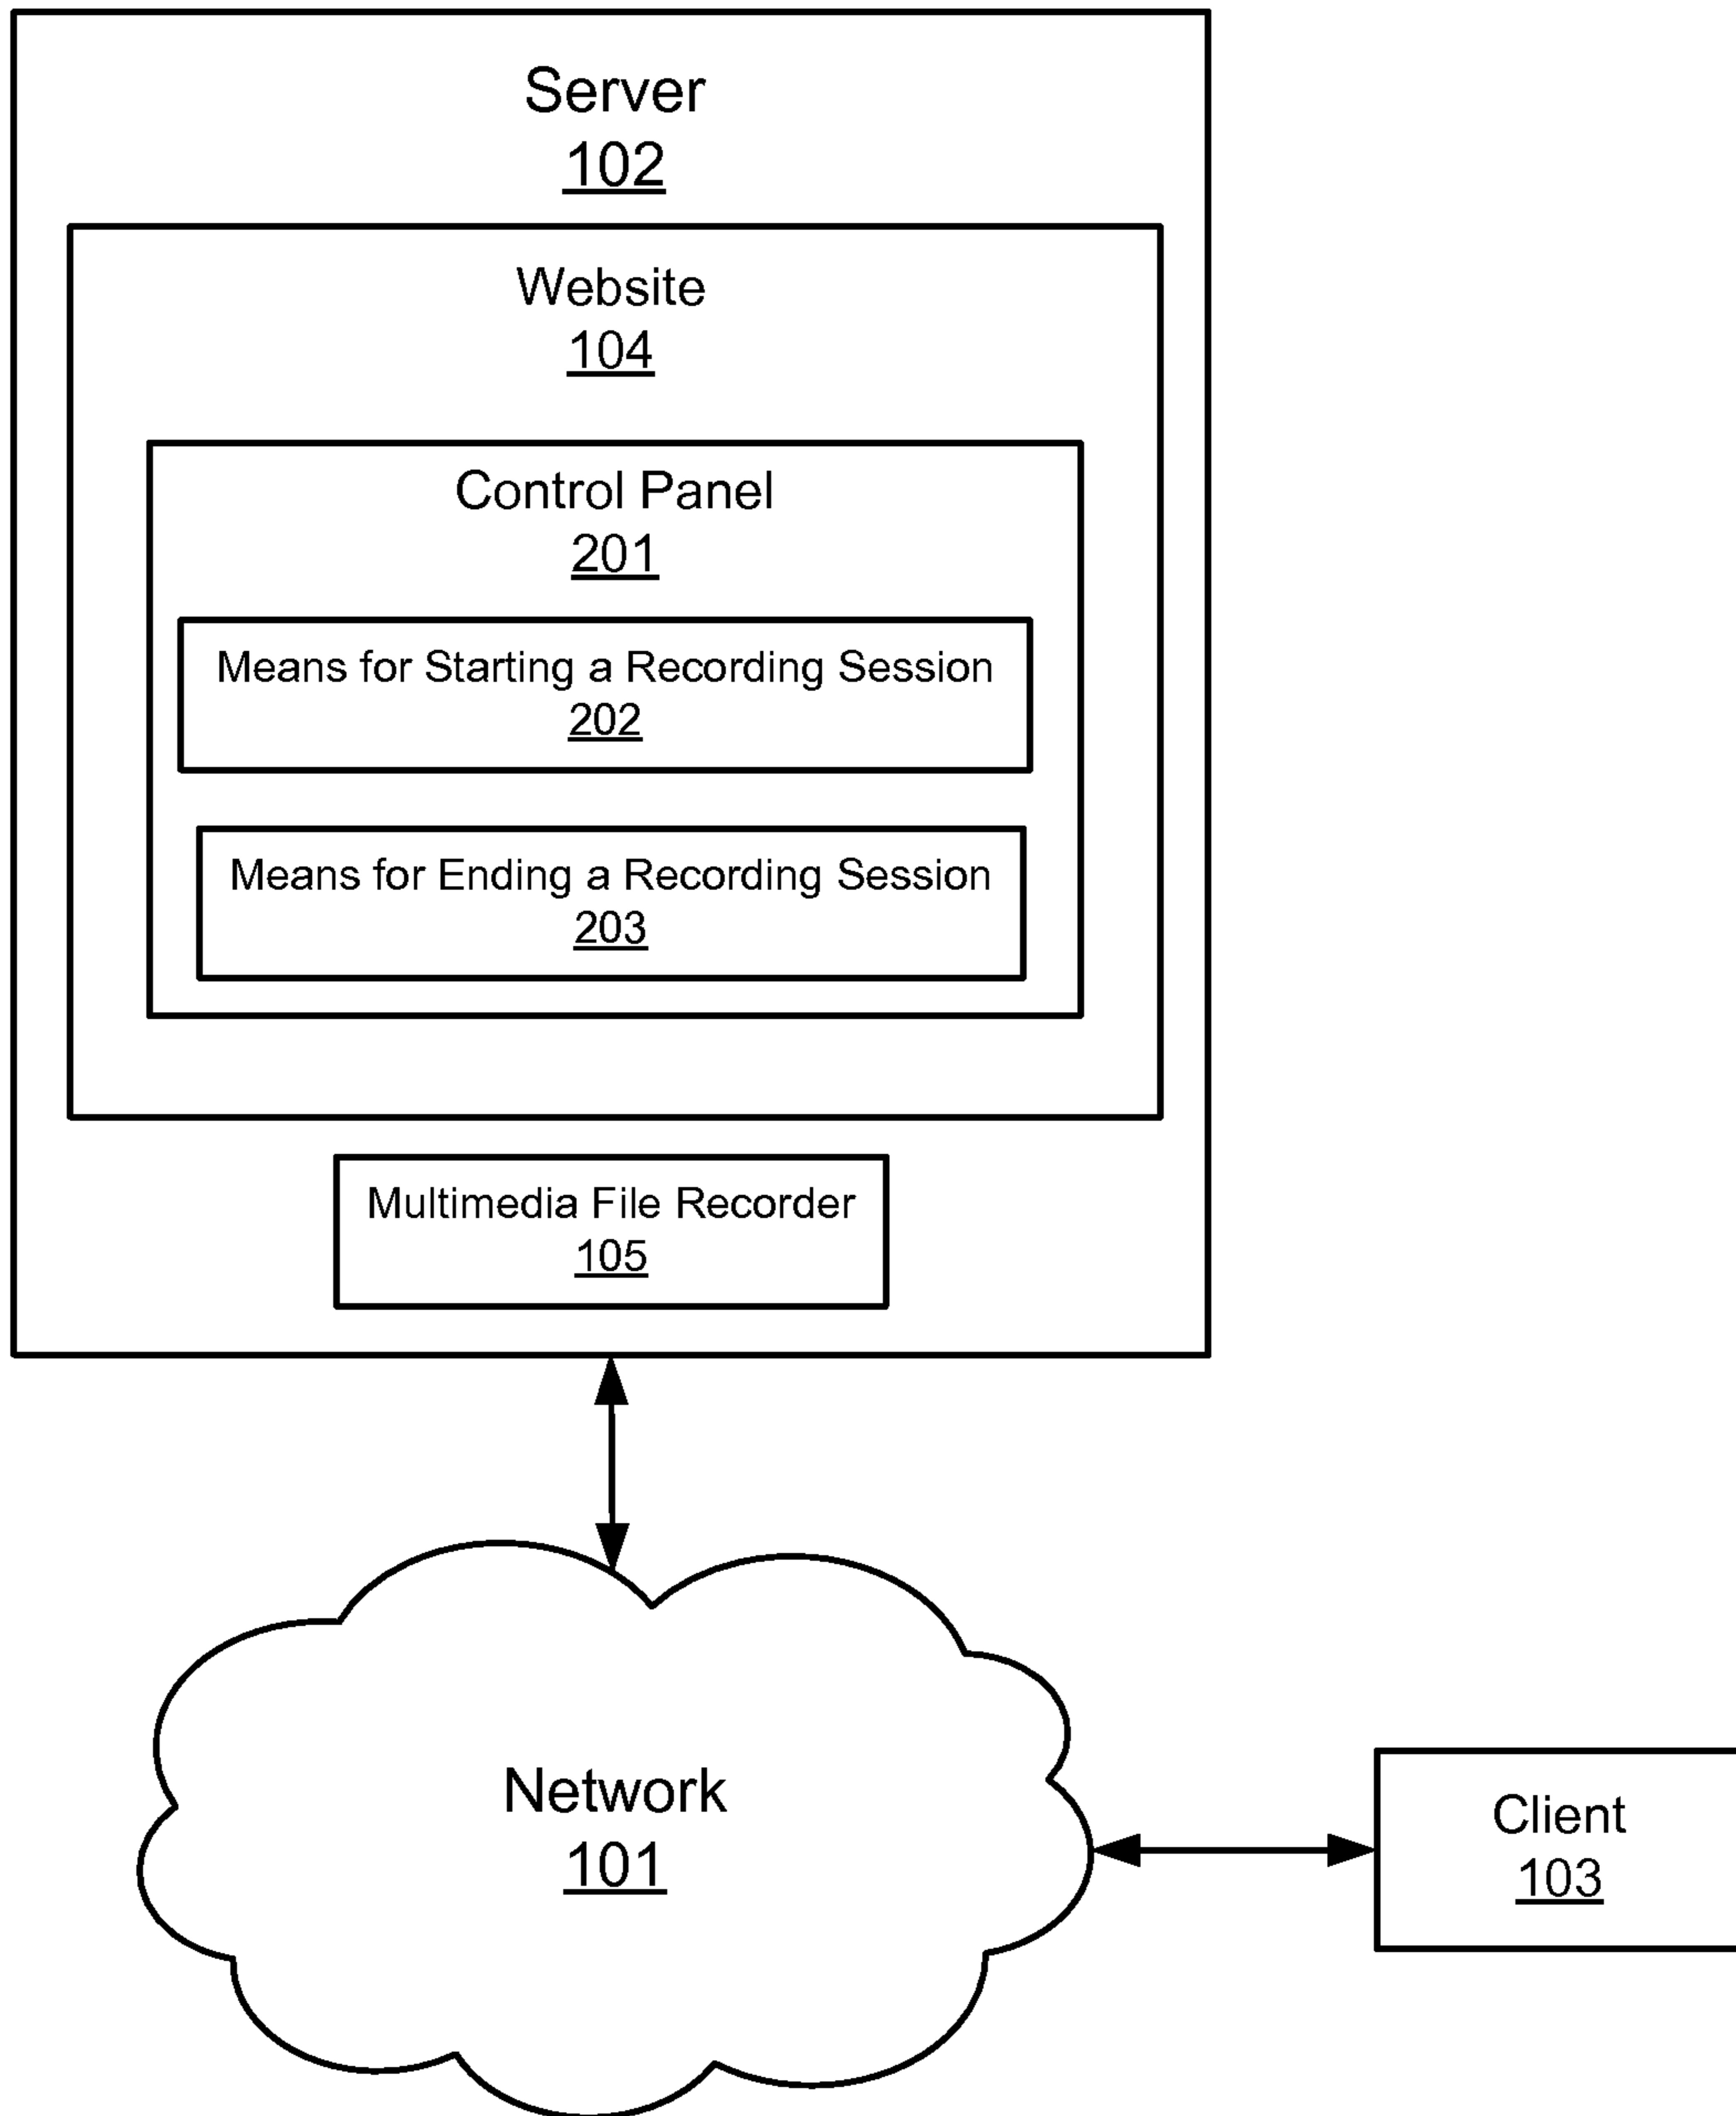 Server
102
Website
104
Control Panel
201
Means for Starting a Recording Session
202
Means for Ending a Recording Session
203
Multimedia File Recorder
105
Network
101
Client
103